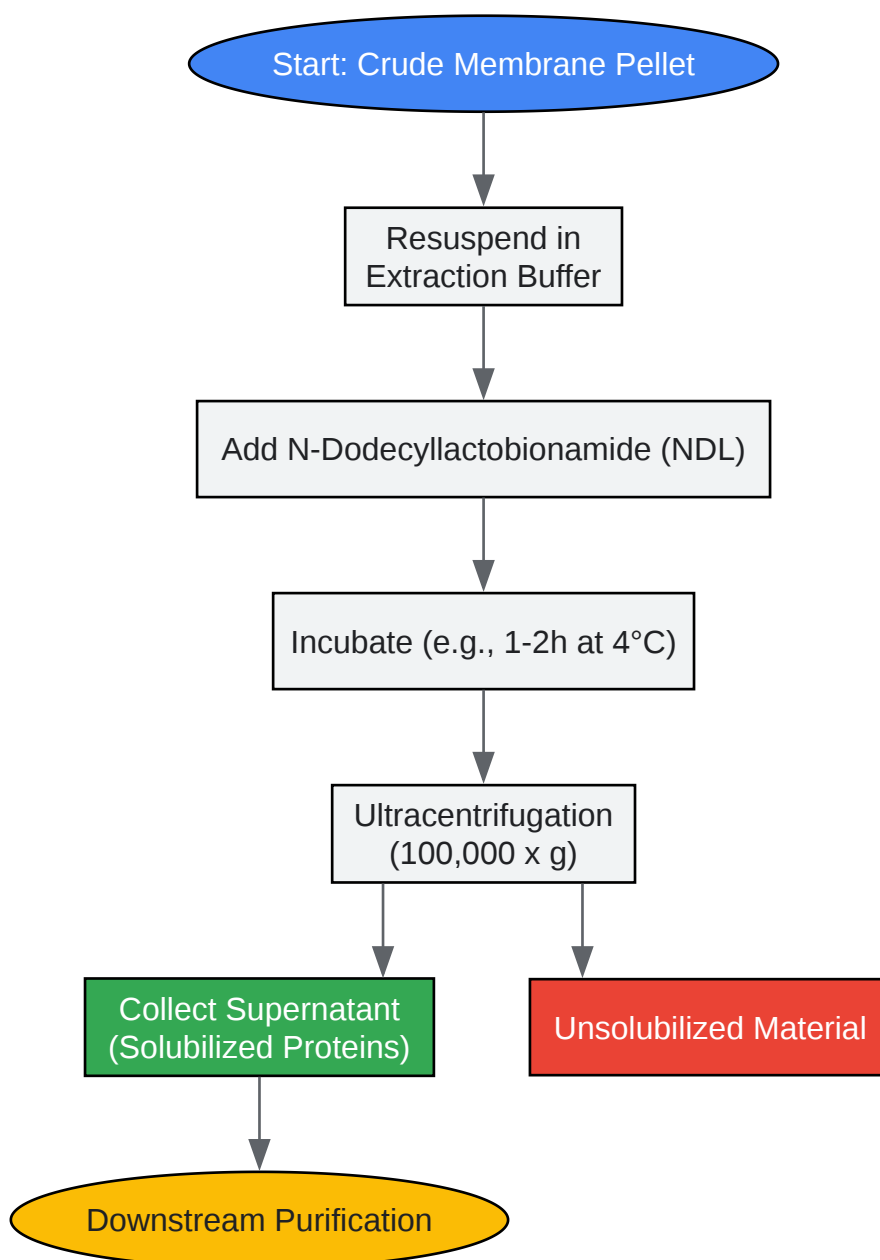 Start: Crude Membrane Pellet
Resuspend in
Extraction Buffer
Add N-Dodecyllactobionamide (NDL)
Incubate (e.g., 1-2h at 4°C)
Ultracentrifugation
(100,000 x g)
Collect Supernatant
(Solubilized Proteins)
Unsolubilized Material
Downstream Purification